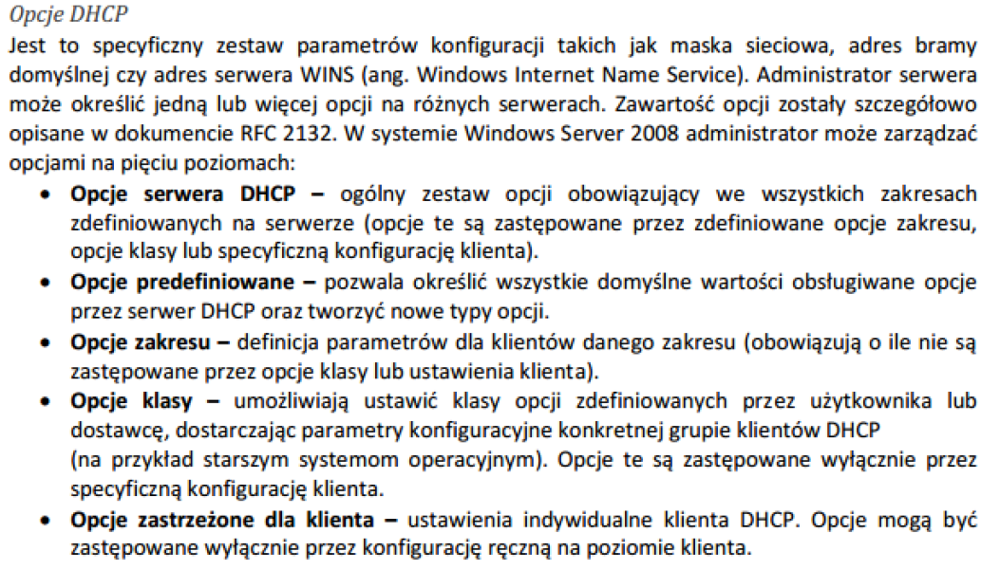 Opcje DHCP
Jest to specyficzny zestaw parametrów konfiguracji takich jak maska sieciowa, adres bramy
domyślnej czy adres serwera WINS (ang. Windows Internet Name Service). Administrator serwera
może określić jedną lub więcej opcji na różnych serwerach. Zawartość opcji zostały szczegółowo
opisane w dokumencie RFC 2132. W systemie Windows Server 2008 administrator może zarządzać
opcjami na pięciu poziomach:
• Opcje serwera DHCP – ogólny zestaw opcji obowiązujący we wszystkich zakresach
zdefiniowanych na serwerze (opcje te są zastępowane przez zdefiniowane opcje zakresu,
opcje klasy lub specyficzną konfigurację klienta).
• Opcje predefiniowane – pozwala określić wszystkie domyślne wartości obsługiwane opcje
przez serwer DHCP oraz tworzyć nowe typy opcji.
• Opcje zakresu – definicja parametrów dla klientów danego zakresu (obowiązują o ile nie są
zastępowane przez opcje klasy lub ustawienia klienta).
• Opcje klasy – umożliwiają ustawić klasy opcji zdefiniowanych przez użytkownika lub
dostawcę, dostarczając parametry konfiguracyjne konkretnej grupie klientów DHCP
(na przykład starszym systemom operacyjnym). Opcje te są zastępowane wyłącznie przez
specyficzną konfigurację klienta.
• Opcje zastrzeżone dla klienta – ustawienia indywidualne klienta DHCP. Opcje mogą być
zastępowane wyłącznie przez konfigurację ręczną na poziomie klienta.